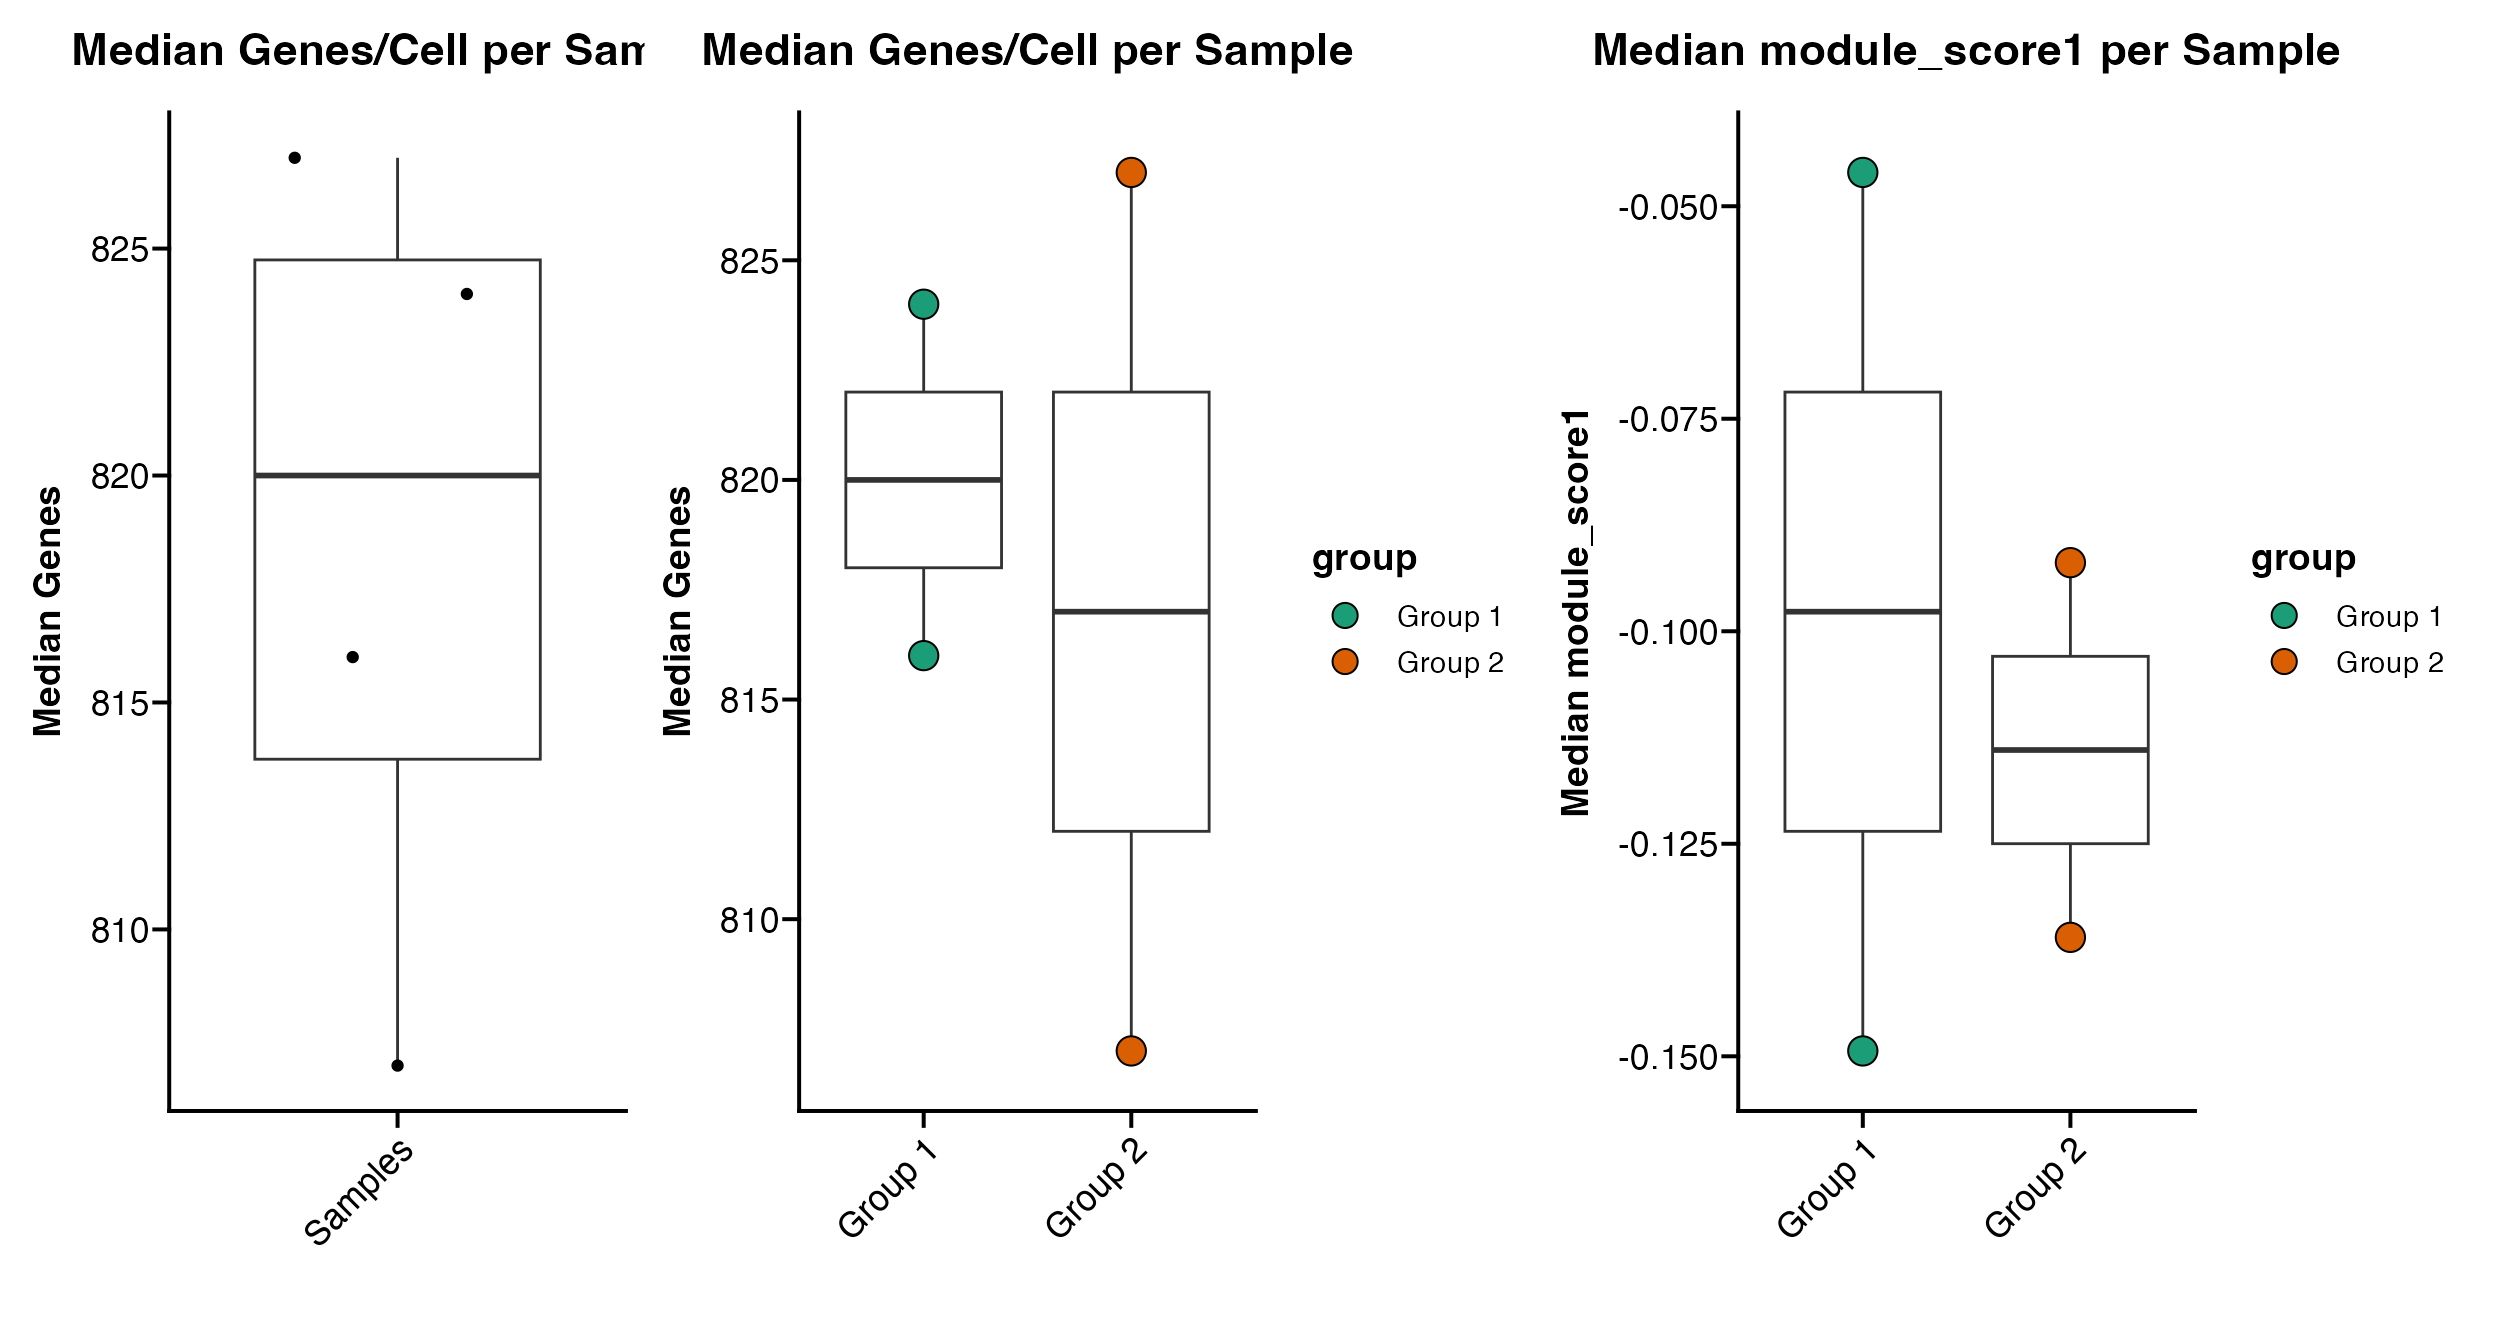 Median Genes/Cell per Sam
Median Genes
825
820
815
810
Samples
Median Genes/Cell per Sample
Median Genes
825
820
815
810
Group 1
Group 2
group
Group 1
Group 2
Median module_score1 per Sample
Median module_score1
-0.050
-0.075
-0.100
-0.125
-0.150
Group 1
Group 2
group
Group 1
Group 2